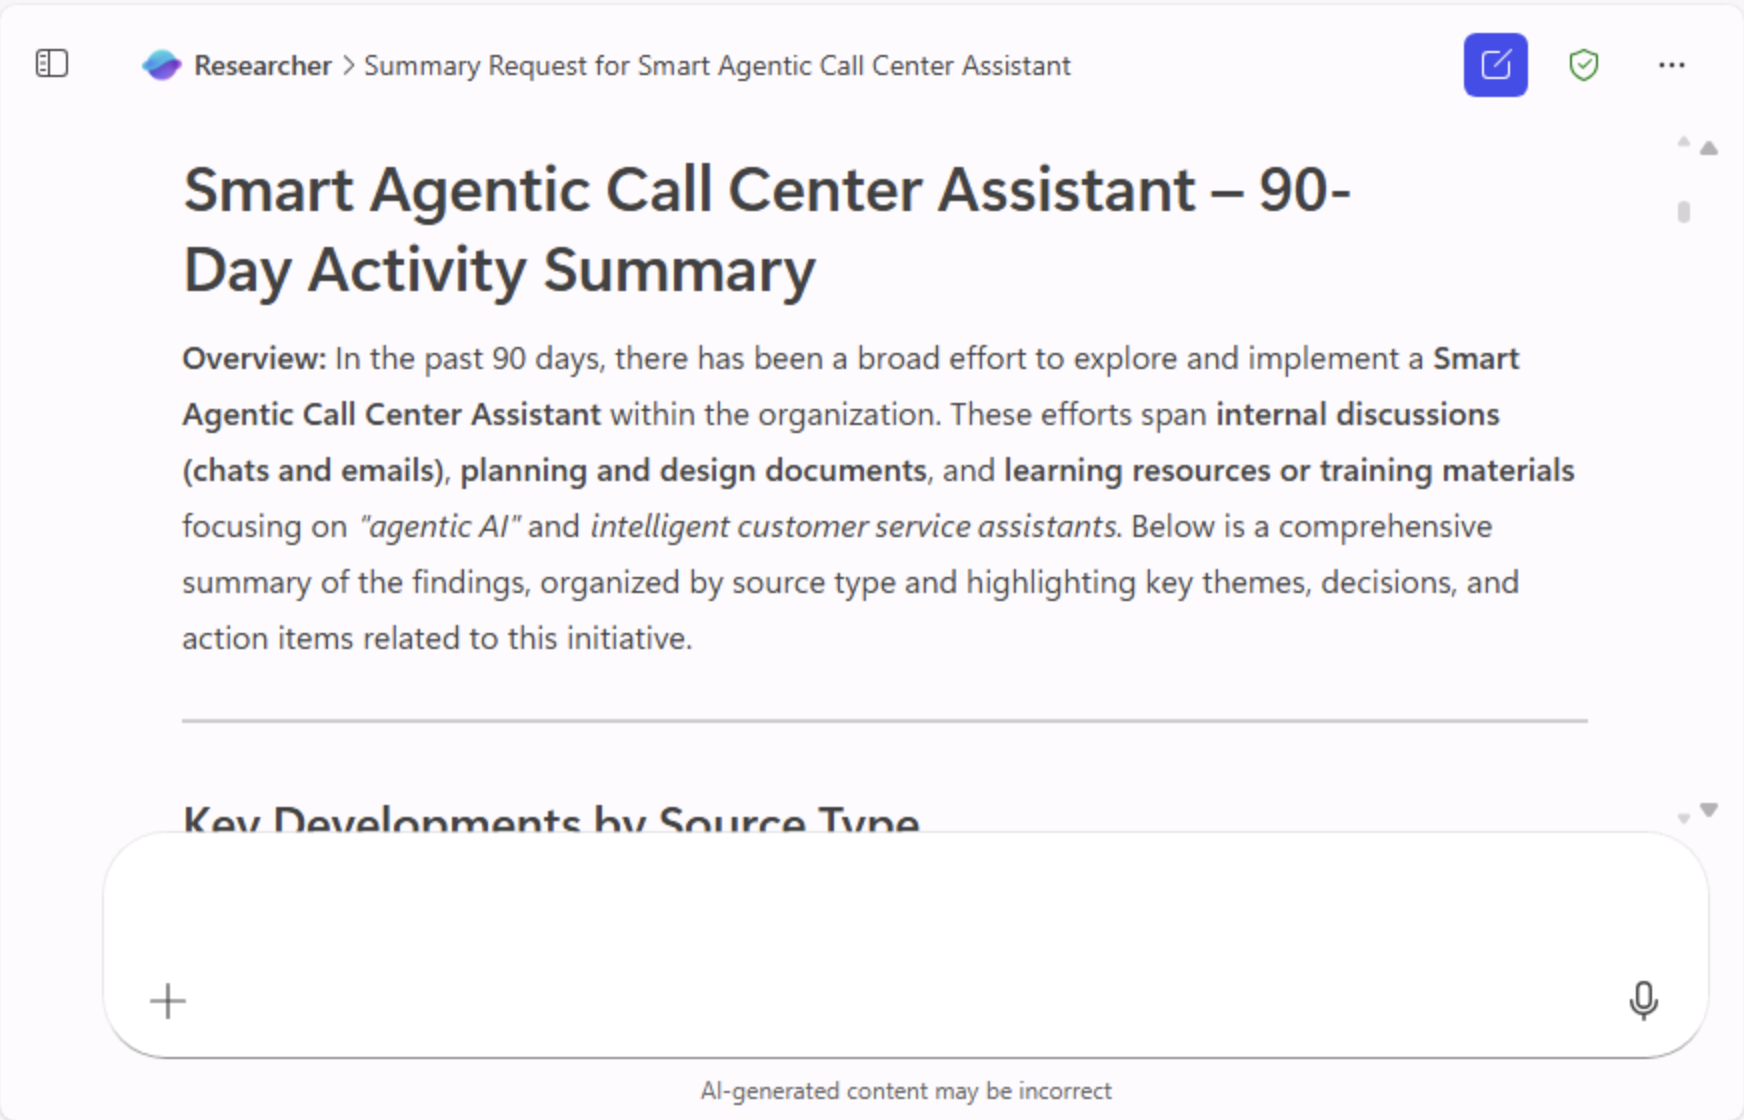 Researcher > Summary Request for Smart Agentic Call Center Assistant
Smart Agentic Call Center Assistant – 90-
Day Activity Summary
Overview: In the past 90 days, there has been a broad effort to explore and implement a Smart
Agentic Call Center Assistant within the organization. These efforts span internal discussions
(chats and emails), planning and design documents, and learning resources or training materials
focusing on "agentic AI" and intelligent customer service assistants. Below is a comprehensive
summary of the findings, organized by source type and highlighting key themes, decisions, and
action items related to this initiative.
Key Developments by Source Type
AI-generated content may be incorrect